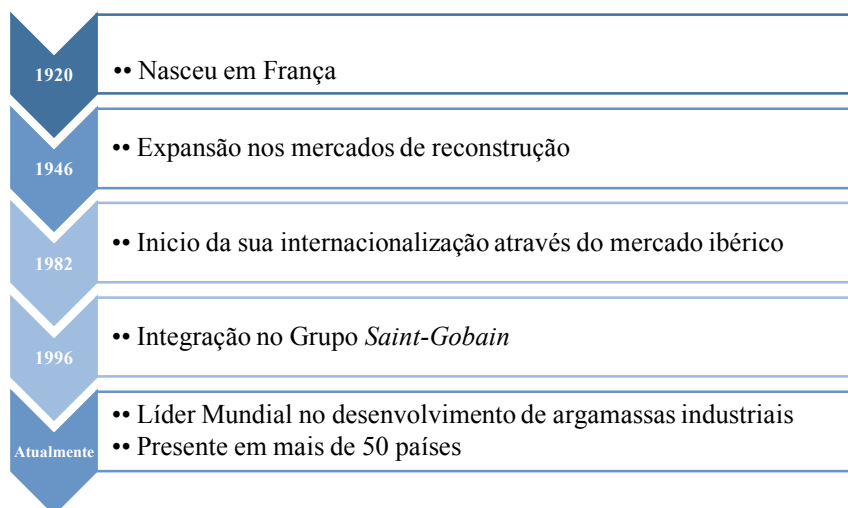 1920
•• Nasceu em França
1946
•• Expansão nos mercados de reconstrução
1982
•• Inicio da sua internacionalização através do mercado ibérico
1996
•• Integração no Grupo Saint-Gobain
Atualmente
•• Líder Mundial no desenvolvimento de argamassas industriais
•• Presente em mais de 50 países